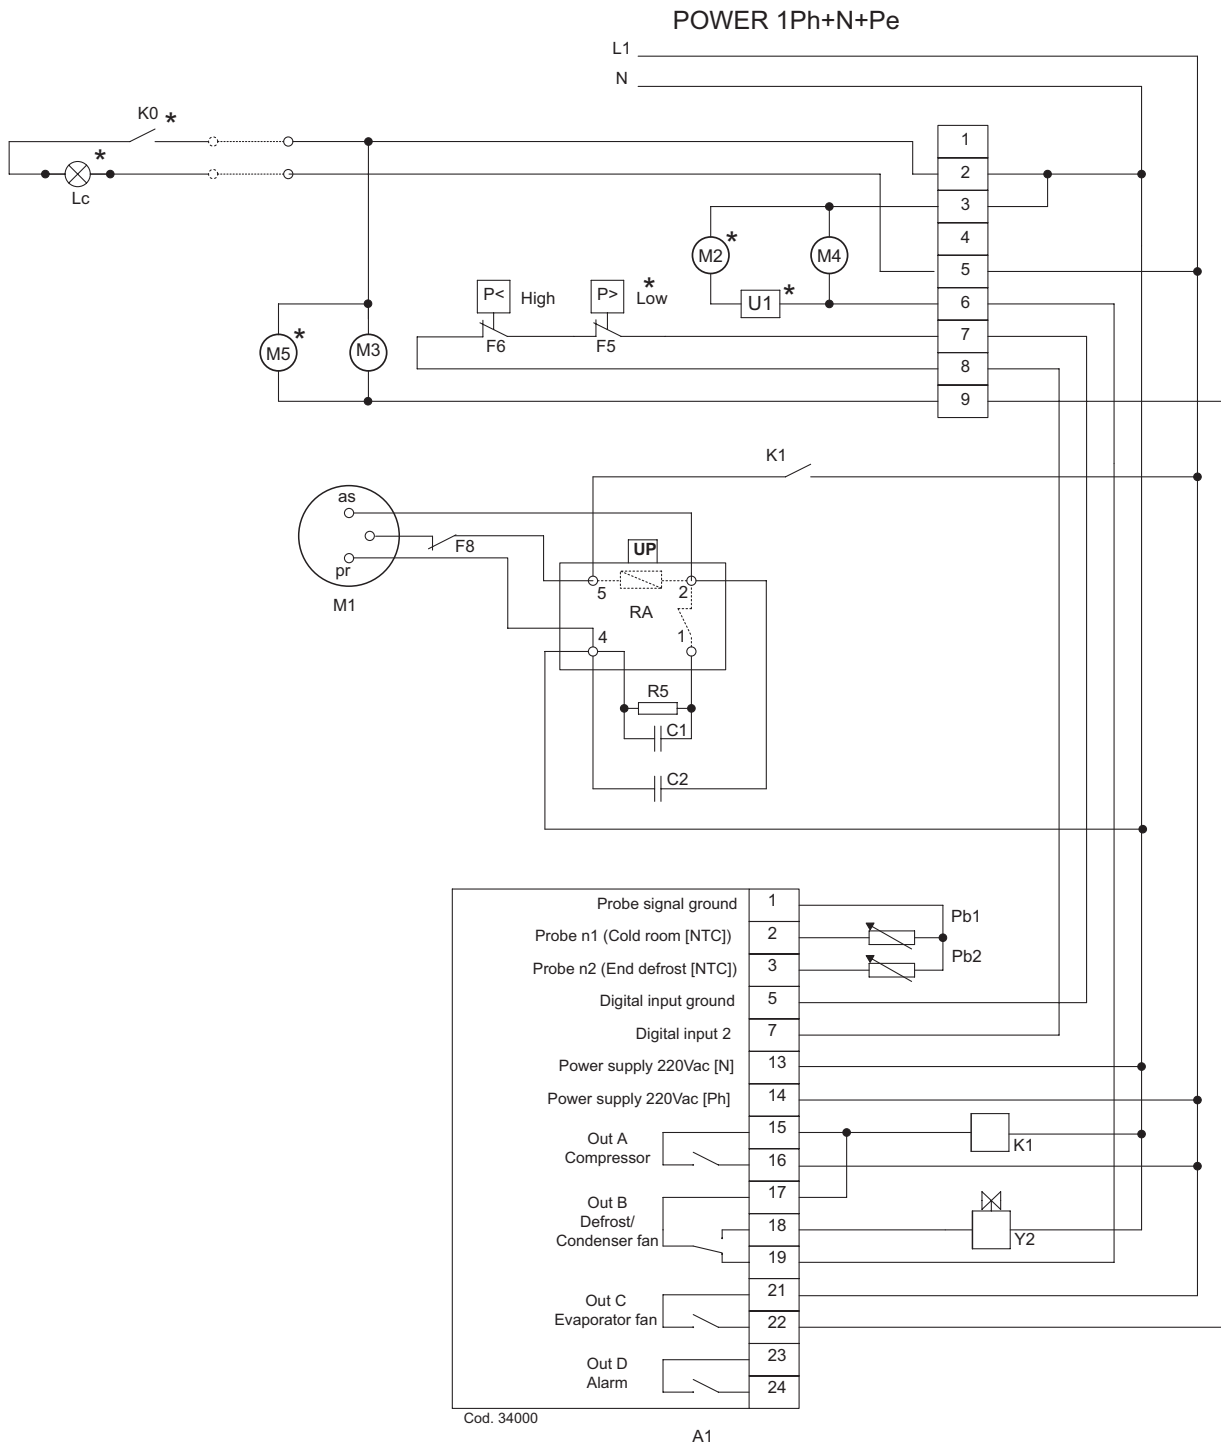 POWER 1Ph+N+Pe
L1
N
K0 *
*
Lc
1
2
3
4
5
6
7
8
9
M2 *
M4
U1 *
P< High
P> * Low
F6
F5
M5 *
M3
K1
as
pr
M1
F8
UP
5
2
RA
4
1
R5
C1
C2
Probe signal ground 1
Probe n1 (Cold room [NTC]) 2
Probe n2 (End defrost [NTC]) 3
Digital input ground 5
Digital input 2 7
Power supply 220Vac [N] 13
Power supply 220Vac [Ph] 14
Pb1
Pb2
Out A
Compressor
15
16
K1
Out B
Defrost/
Condenser fan
17
18
19
Y2
Out C
Evaporator fan
21
22
Out D
Alarm
23
24
Cod. 34000
A1